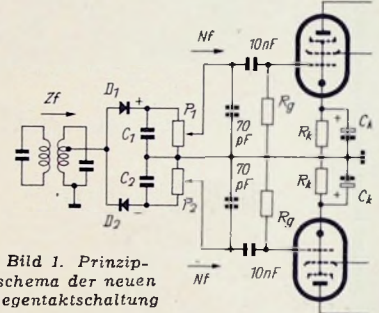 Nf
10nF
Zf
D1
+
P1
C1
70
pF
Rg
Rk
+
Ck
C2
P2
70
pF
Rg
Rk
+
Ck
D2
-
Nf
10nF
Bild 1. Prinzip-
schema der neuen
egentaktschaltung